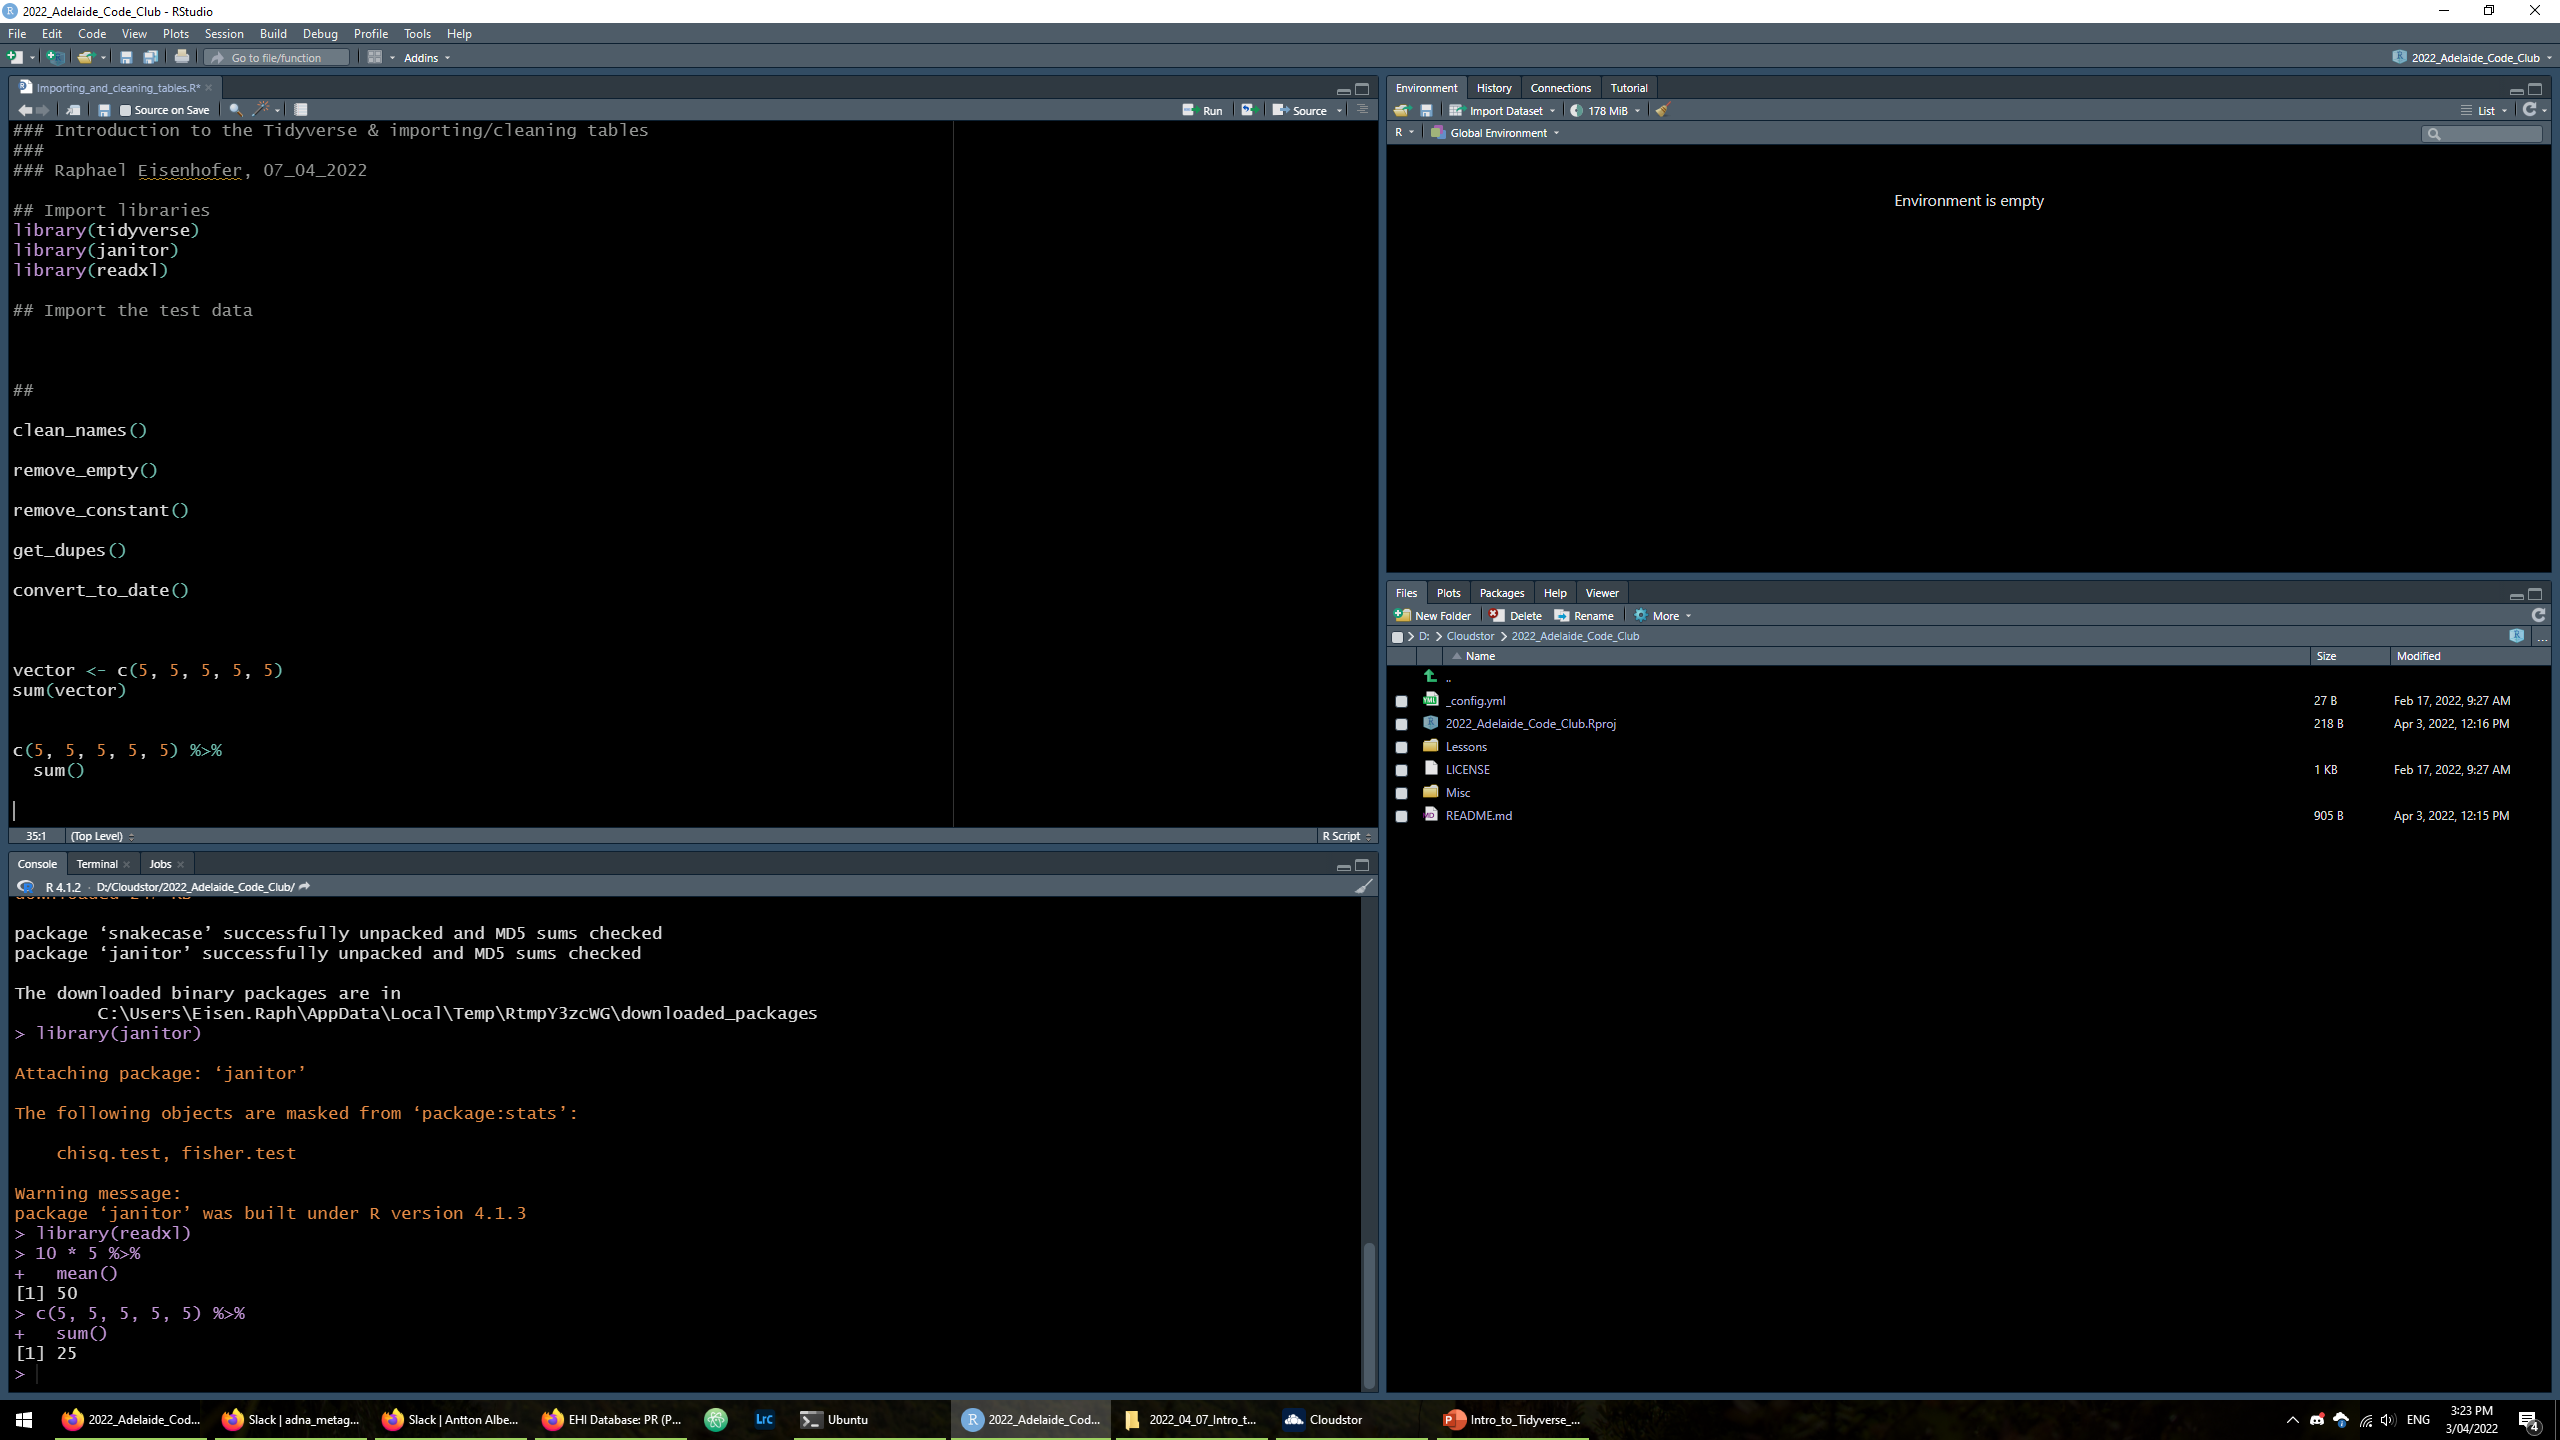 2022_Adelaide_Code_Club - RStudio
File Edit Code View Plots Session Build Debug Profile Tools Help
Go to file/function Addins 2022_Adelaide_Code_Club
Importing_and_cleaning_tables.R*
Source on Save Run Source
### Introduction to the Tidyverse & importing/cleaning tables
###
### Raphael Eisenhofer, 07_04_2022
## Import libraries
library(tidyverse)
library(janitor)
library(readxl)
## Import the test data
##
clean_names()
remove_empty()
remove_constant()
get_dupes()
convert_to_date()
vector <- c(5, 5, 5, 5, 5)
sum(vector)
c(5, 5, 5, 5, 5) %>%
sum()
35:1 (Top Level) R Script
Console Terminal Jobs
R 4.1.2 · D:/Cloudstor/2022_Adelaide_Code_Club/
package ‘snakecase’ successfully unpacked and MD5 sums checked
package ‘janitor’ successfully unpacked and MD5 sums checked
The downloaded binary packages are in
C:\Users\Eisen.Raph\AppData\Local\Temp\RtmpY3zcWG\downloaded_packages
> library(janitor)
Attaching package: ‘janitor’
The following objects are masked from ‘package:stats’:
chisq.test, fisher.test
Warning message:
package ‘janitor’ was built under R version 4.1.3
> library(readxl)
> 10 * 5 %>%
+ mean()
[1] 50
> c(5, 5, 5, 5, 5) %>%
+ sum()
[1] 25
>
Environment History Connections Tutorial
Import Dataset 178 MiB List
R Global Environment
Environment is empty
Files Plots Packages Help Viewer
New Folder Delete Rename More
D: Cloudstor 2022_Adelaide_Code_Club ...
Name Size Modified
..
_config.yml 27 B Feb 17, 2022, 9:27 AM
2022_Adelaide_Code_Club.Rproj 218 B Apr 3, 2022, 12:16 PM
Lessons
LICENSE 1 KB Feb 17, 2022, 9:27 AM
Misc
README.md 905 B Apr 3, 2022, 12:15 PM
2022_Adelaide_Cod... Slack | adna_metag... Slack | Antton Albe... EHI Database: PR (P... Lrc Ubuntu 2022_Adelaide_Cod... 2022_04_07_Intro_t... Cloudstor Intro_to_Tidyverse_... ENG 3:23 PM
3/04/2022 4